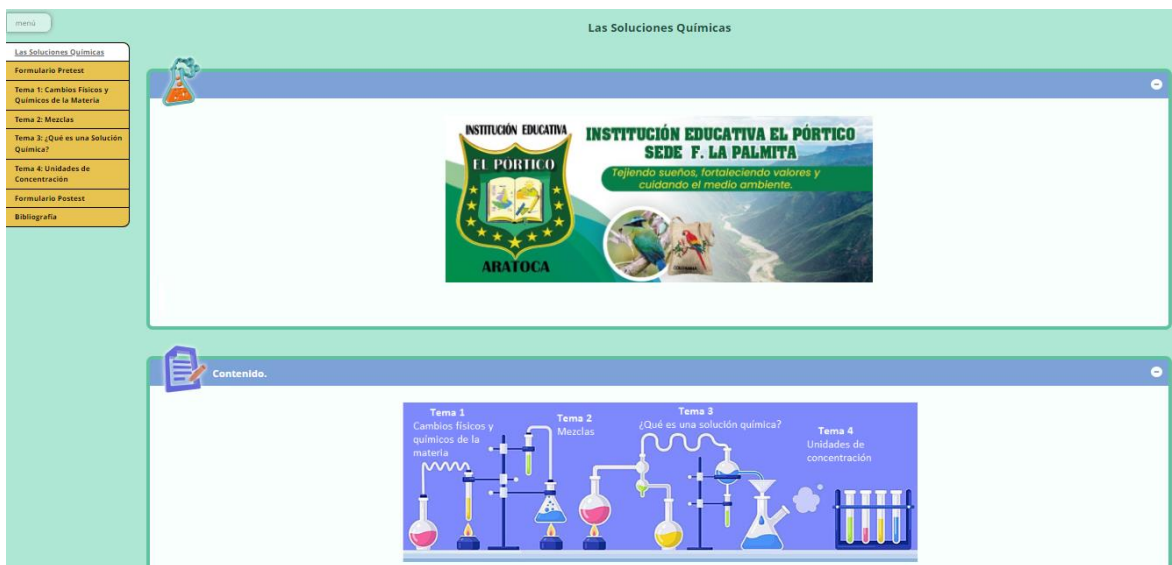 menú
Las Soluciones Químicas
Las Soluciones Químicas
Formulario Pretest
Tema 1: Cambios Físicos y
Químicos de la Materia
Tema 2: Mezclas
Tema 3: ¿Qué es una Solución
Química?
Tema 4: Unidades de
Concentración
Formulario Postest
Bibliografía
INSTITUCIÓN EDUCATIVA
EL PÓRTICO
ARATOCA
INSTITUCIÓN EDUCATIVA EL PÓRTICO
SEDE F. LA PALMITA
Tejiendo sueños, fortaleciendo valores y
cuidando el medio ambiente.
Contenido.
Tema 1
Cambios físicos y
químicos de la
materia
Tema 2
Mezclas
Tema 3
¿Qué es una solución química?
Tema 4
Unidades de
concentración